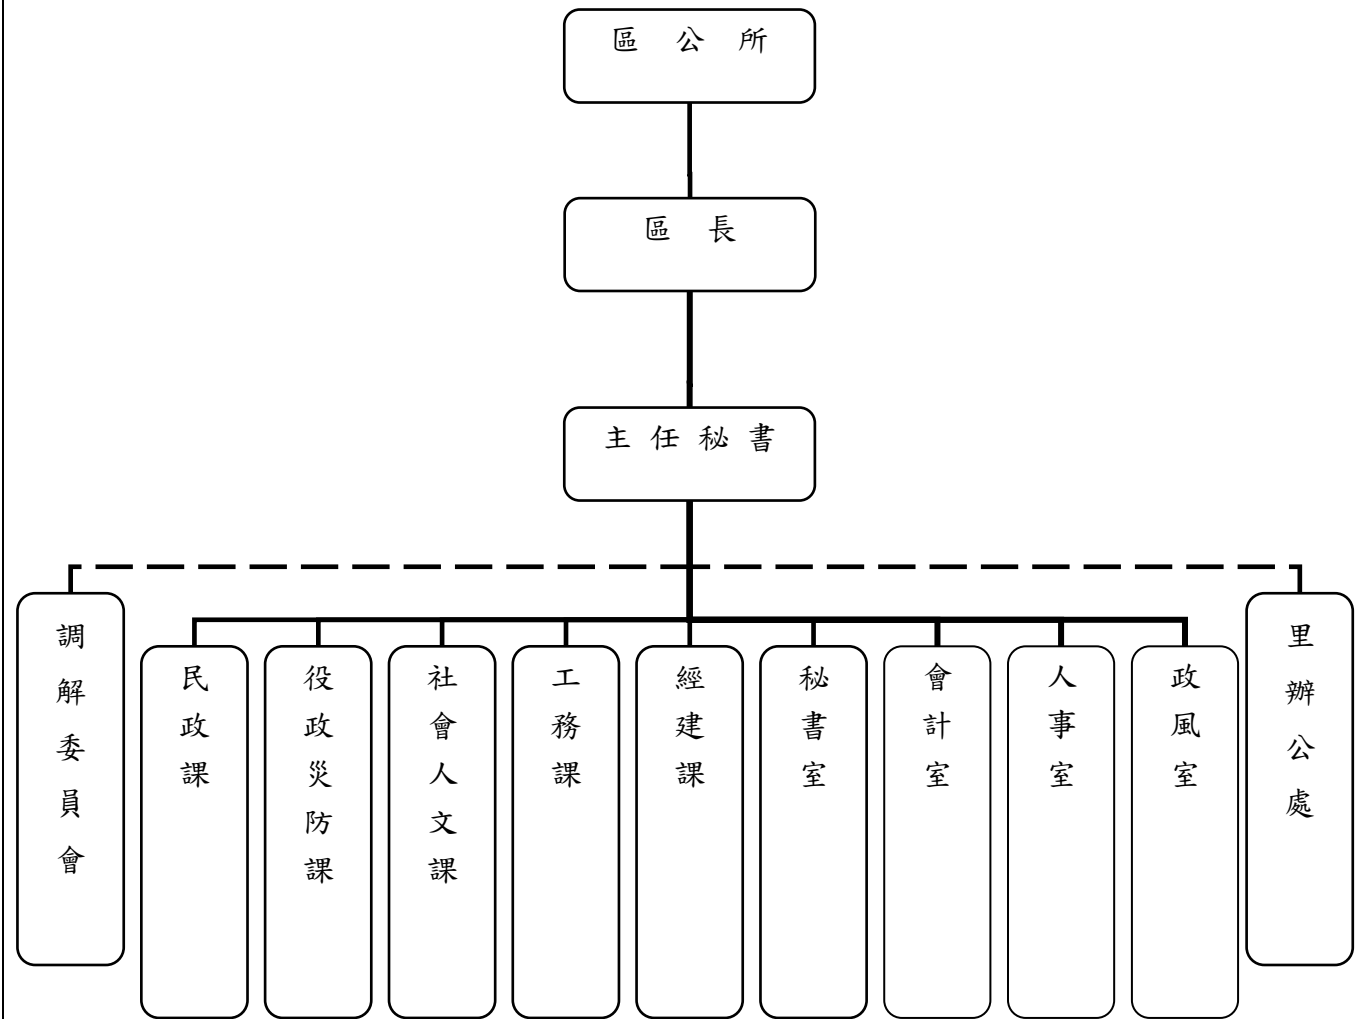 區公所
區長
主任秘書
調解委員會
民政課
役政災防課
社會人文課
工務課
經建課
秘書室
會計室
人事室
政風室
里辦公處